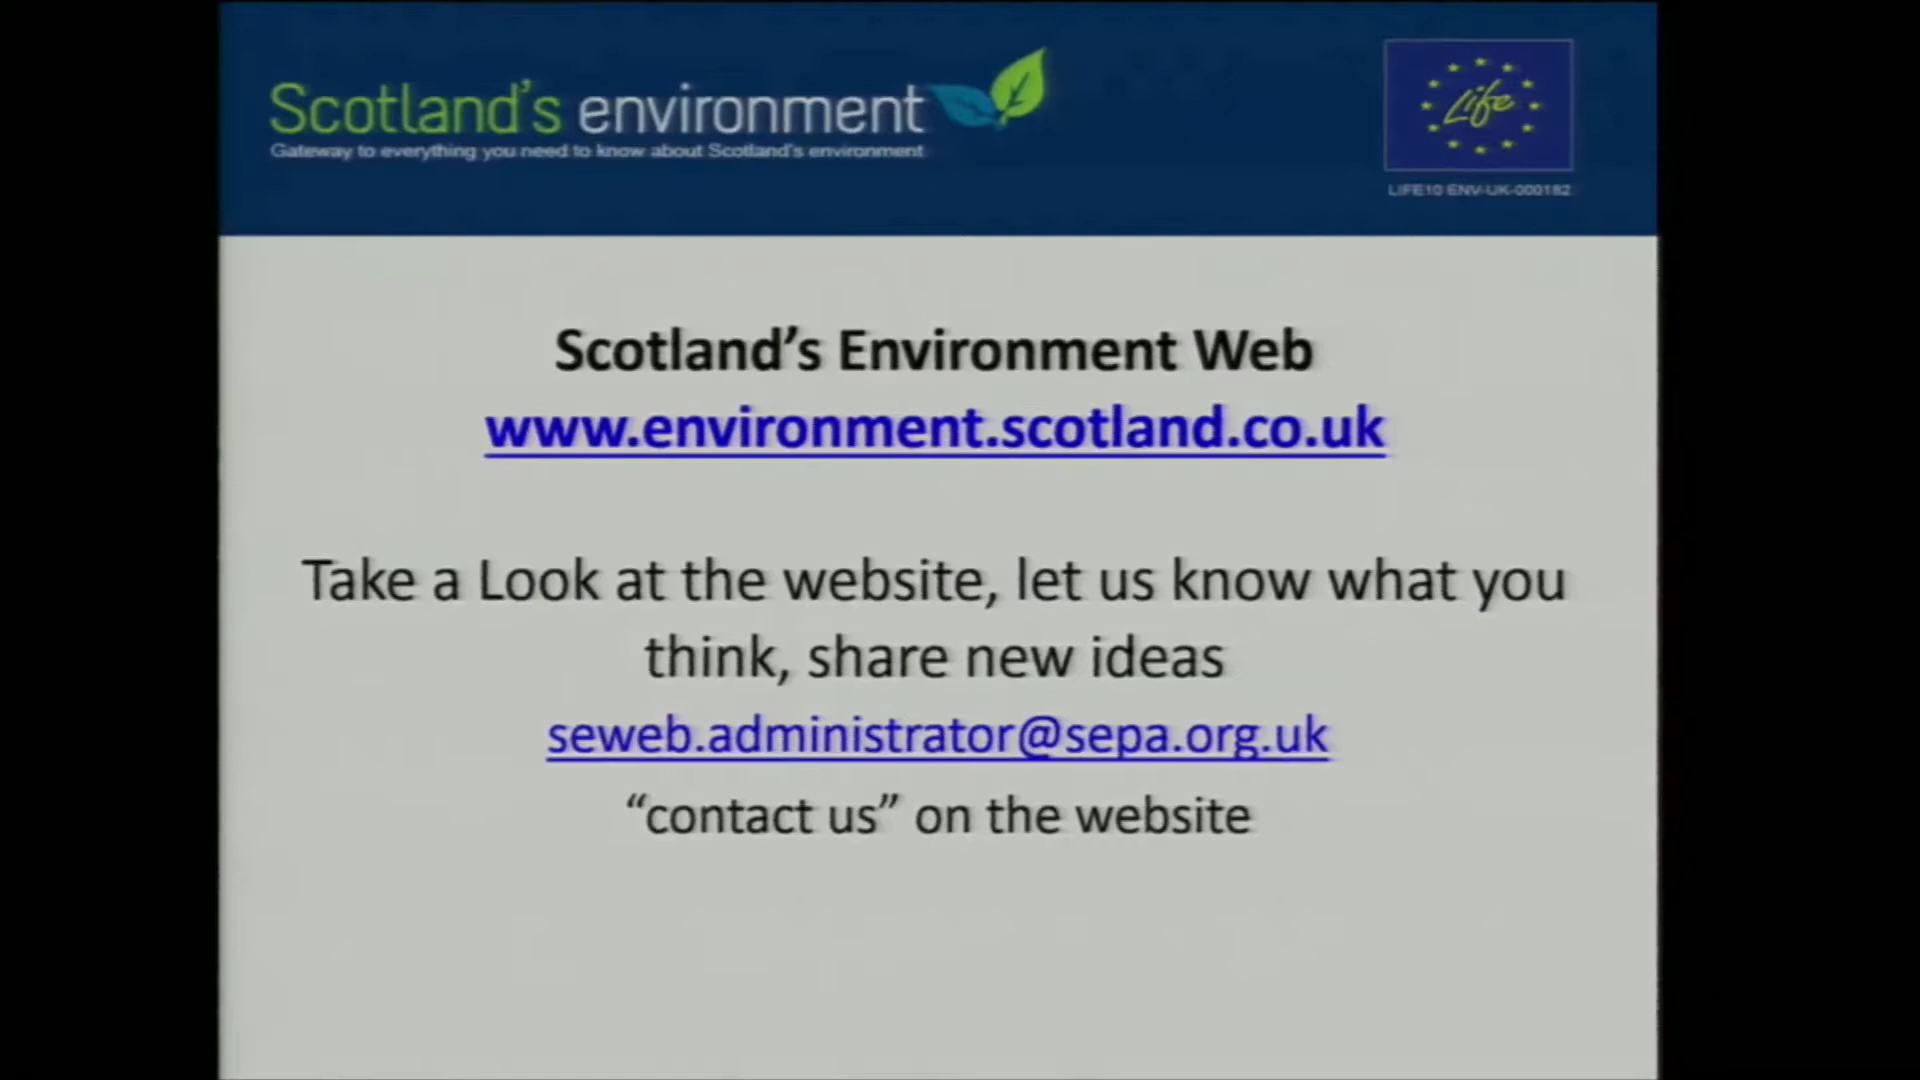 Scotland's environment
Gateway to everything you need to know about Scotland's environment
Life
LIFE10 ENV-UK-000182
Scotland's Environment Web
www.environment.scotland.co.uk
Take a Look at the website, let us know what you
think, share new ideas
seweb.administrator@sepa.org.uk
“contact us” on the website